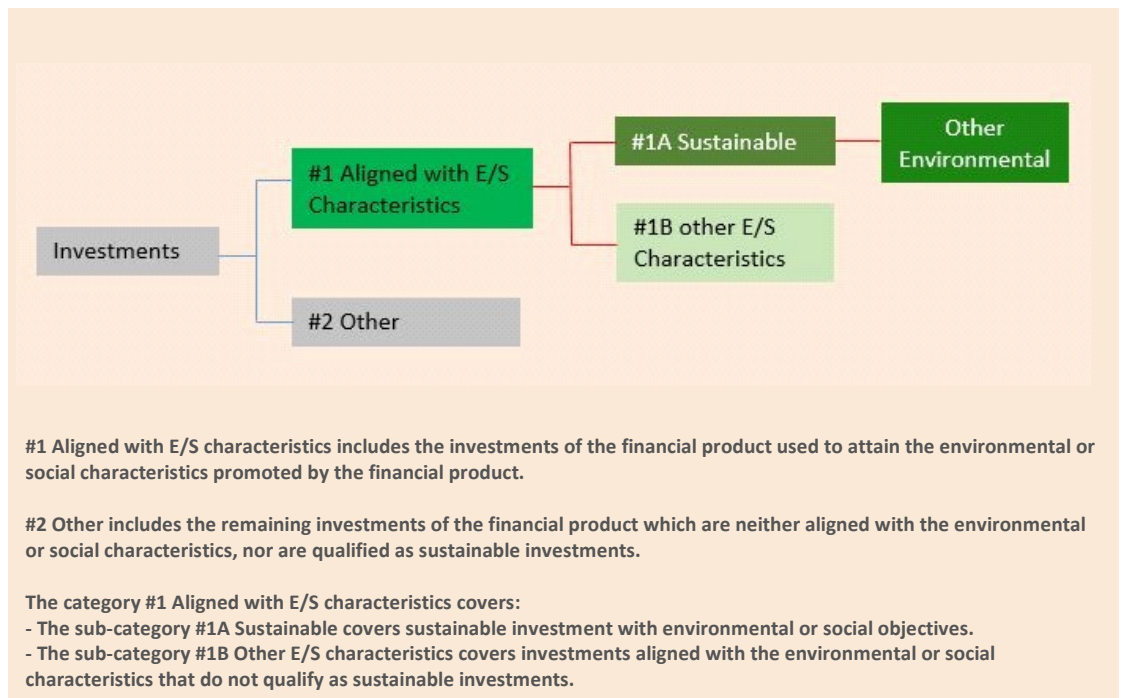 Other
Environmental
#1A Sustainable
#1 Aligned with E/S
Characteristics
#1B other E/S
Characteristics
Investments
#2 Other
#1 Aligned with E/S characteristics includes the investments of the financial product used to attain the environmental or
social characteristics promoted by the financial product.
#2 Other includes the remaining investments of the financial product which are neither aligned with the environmental
or social characteristics, nor are qualified as sustainable investments.
The category #1 Aligned with E/S characteristics covers:
- The sub-category #1A Sustainable covers sustainable investment with environmental or social objectives.
- The sub-category #1B Other E/S characteristics covers investments aligned with the environmental or social
characteristics that do not qualify as sustainable investments.